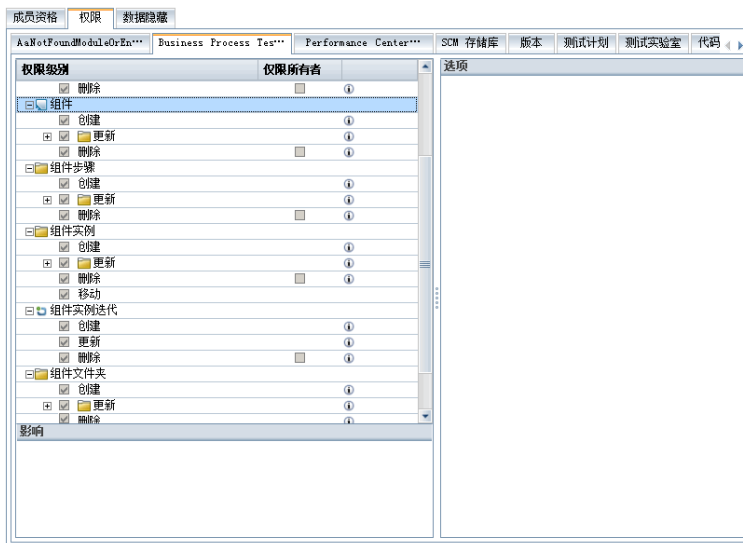 成员资格 权限 数据隐藏
AaNotFoundModuleOrEn… Business Process Tes… Performance Center… SCM 存储库 版本 测试计划 测试实验室 代码
权限级别 仅限所有者 选项
删除
组件
创建
更新
删除
组件步骤
创建
更新
删除
组件实例
创建
更新
删除
移动
组件实例迭代
创建
更新
删除
组件文件夹
创建
更新
删除
影响